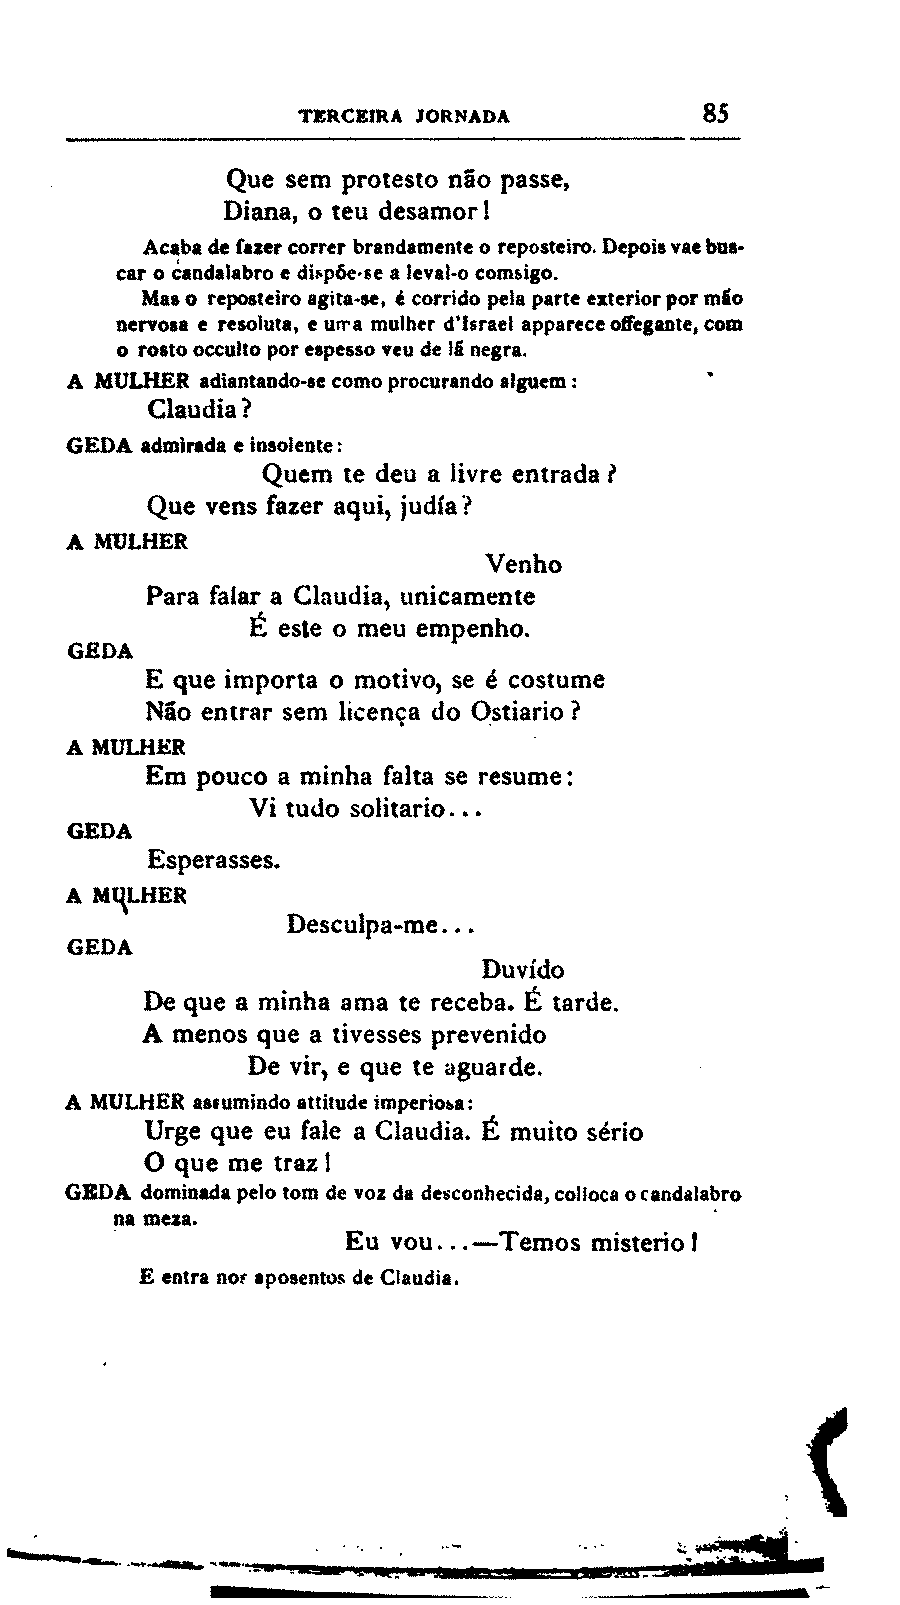 TERCEIRA JORNADA 85
Que sem protesto não passe,
Diana, o teu desamor!
Acaba de fazer correr brandamente o reposteiro. Depois vae bus-
car o candalabro e dispõe-se a leval-o comsigo.
Mas o reposteiro agita-se, é corrido pela parte exterior por mão
nervosa e resoluta, e uma mulher d'Israel apparece offegante, com
o rosto occulto por espesso veu de lã negra.
A MULHER adiantando-se como procurando alguem:
Claudia?
GEDA admirada e insolente:
Quem te deu a livre entrada?
Que vens fazer aqui, judía?
A MULHER
Venho
Para falar a Claudia, unicamente
É este o meu empenho.
GEDA
E que importa o motivo, se é costume
Não entrar sem licença do Ostiario?
A MULHER
Em pouco a minha falta se resume:
Vi tudo solitario...
GEDA
Esperasses.
A MULHER
Desculpa-me...
GEDA
Duvído
De que a minha ama te receba. É tarde.
A menos que a tivesses prevenido
De vir, e que te aguarde.
A MULHER assumindo attitude imperiosa:
Urge que eu fale a Claudia. É muito sério
O que me traz!
GEDA dominada pelo tom de voz da desconhecida, colloca o candalabro
na meza.
Eu vou...—Temos misterio!
E entra nos aposentos de Claudia.